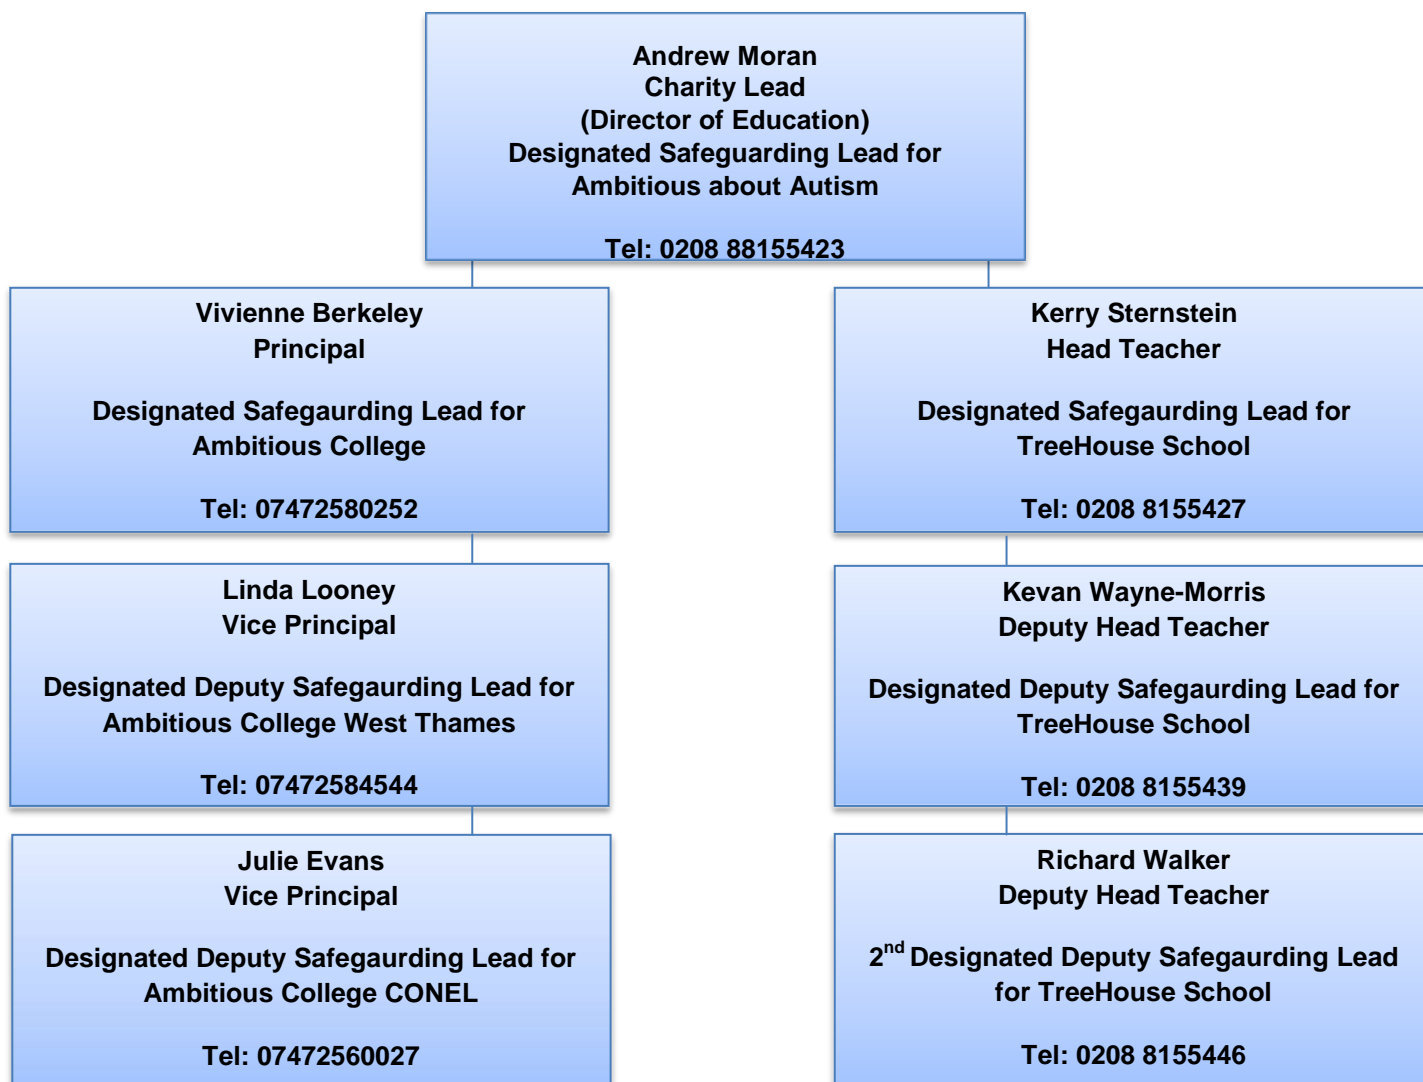 Andrew Moran
Charity Lead
(Director of Education)
Designated Safeguarding Lead for
Ambitious about Autism
Tel: 0208 88155423
Vivienne Berkeley
Principal
Designated Safegaurding Lead for
Ambitious College
Tel: 07472580252
Kerry Sternstein
Head Teacher
Designated Safegaurding Lead for
TreeHouse School
Tel: 0208 8155427
Linda Looney
Vice Principal
Designated Deputy Safegaurding Lead for
Ambitious College West Thames
Tel: 07472584544
Kevan Wayne-Morris
Deputy Head Teacher
Designated Deputy Safegaurding Lead for
TreeHouse School
Tel: 0208 8155439
Julie Evans
Vice Principal
Designated Deputy Safegaurding Lead for
Ambitious College CONEL
Tel: 07472560027
Richard Walker
Deputy Head Teacher
2nd Designated Deputy Safegaurding Lead
for TreeHouse School
Tel: 0208 8155446